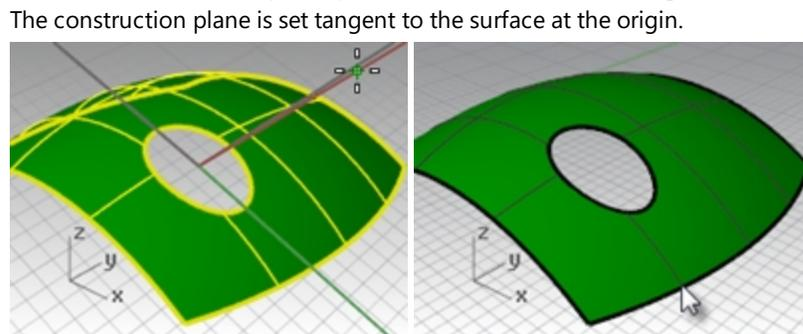 The construction plane is set tangent to the surface at the origin.
z
y
x
z
y
x